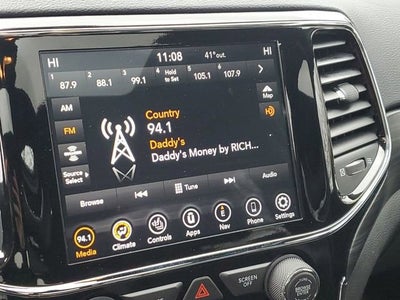 HI 11:08 41°out. HI
1 2 3 4 5 6
87.9 88.1 99.1 Hold to Set 105.1 107.9
AM
Map
FM
Country
94.1
Daddy's
Daddy's Money by RICH...
Source Select
Browse Tune Audio
94.1
Media Climate Controls Apps Nav Phone Settings
SCREEN OFF
BROWSE
ENTER